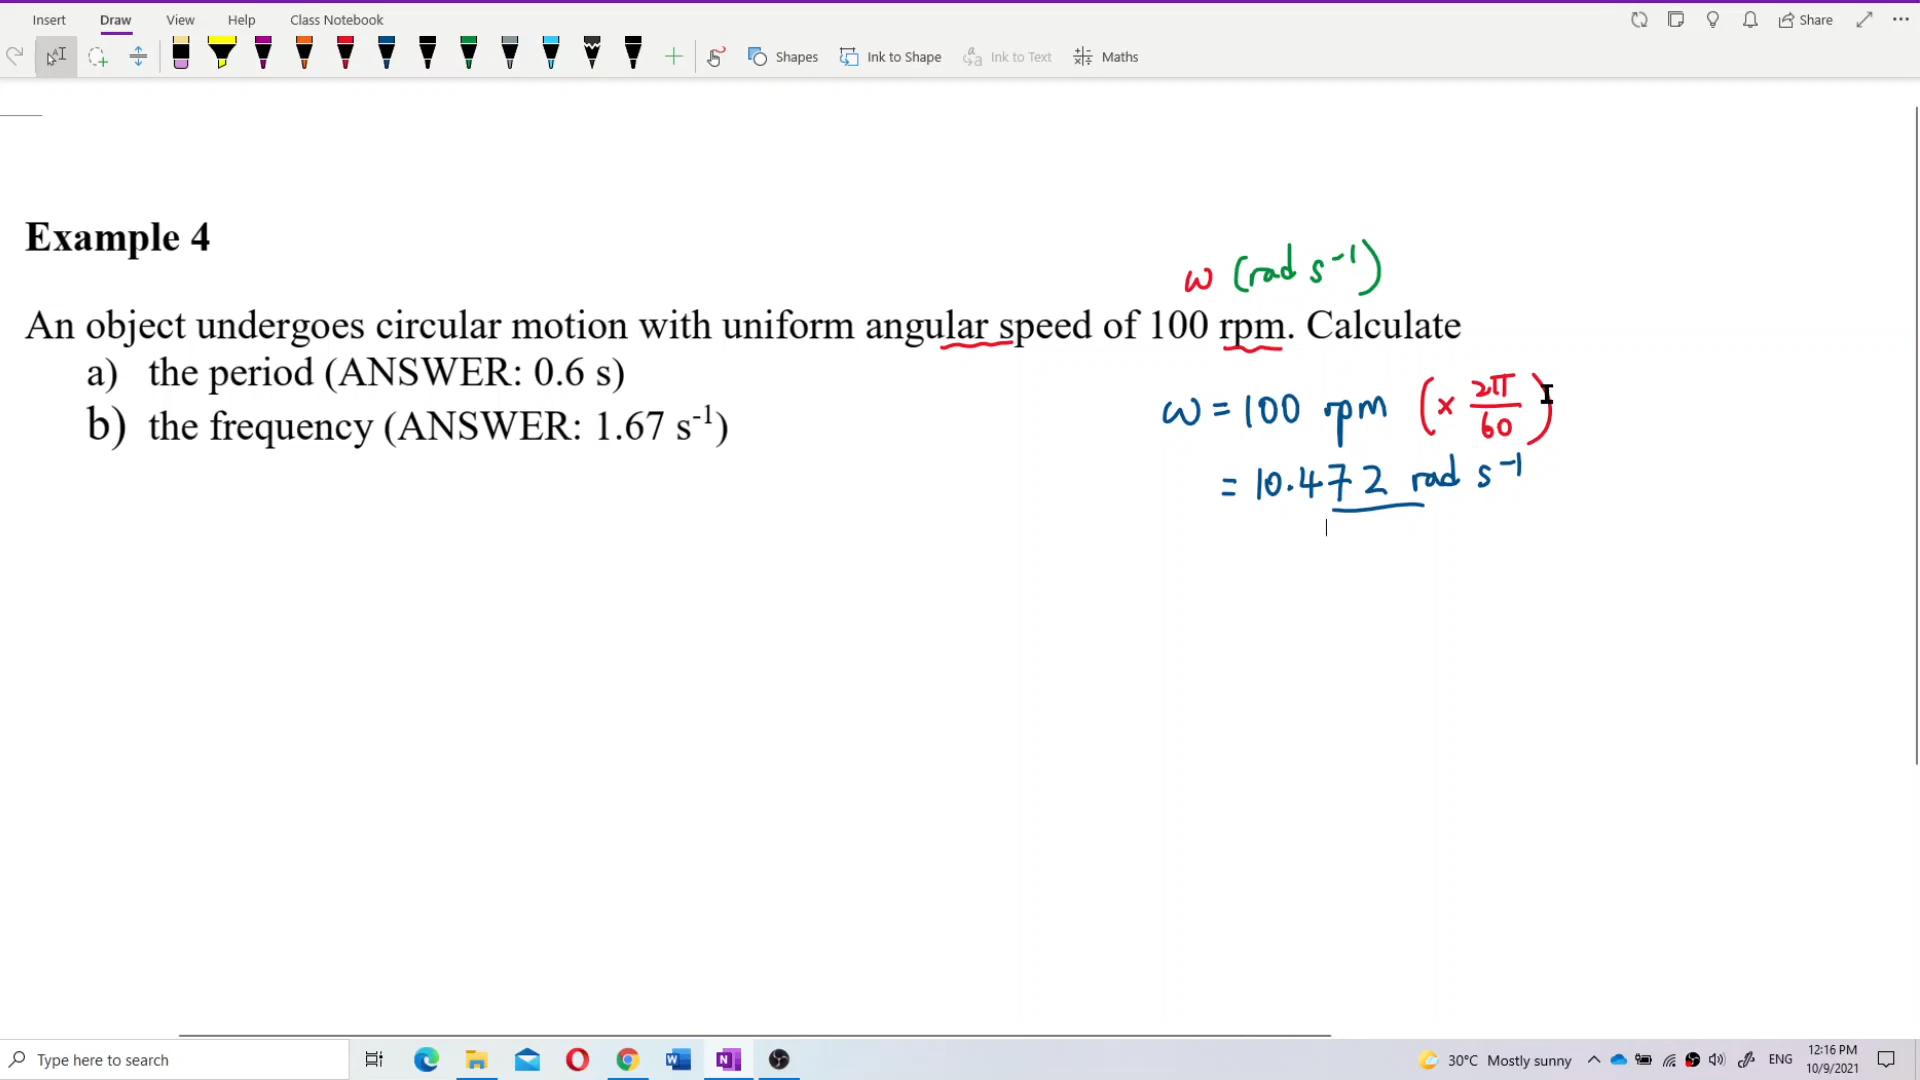 Insert Draw View Help Class Notebook
Share
Shapes Ink to Shape Ink to Text Maths
Example 4
ω (rad s⁻¹)
An object undergoes circular motion with uniform angular speed of 100 rpm. Calculate
a) the period (ANSWER: 0.6 s)
b) the frequency (ANSWER: 1.67 s⁻¹)
ω = 100 rpm (× 2π/60)
= 10.472 rad s⁻¹
Type here to search
30°C Mostly sunny
ENG
12:16 PM
10/9/2021